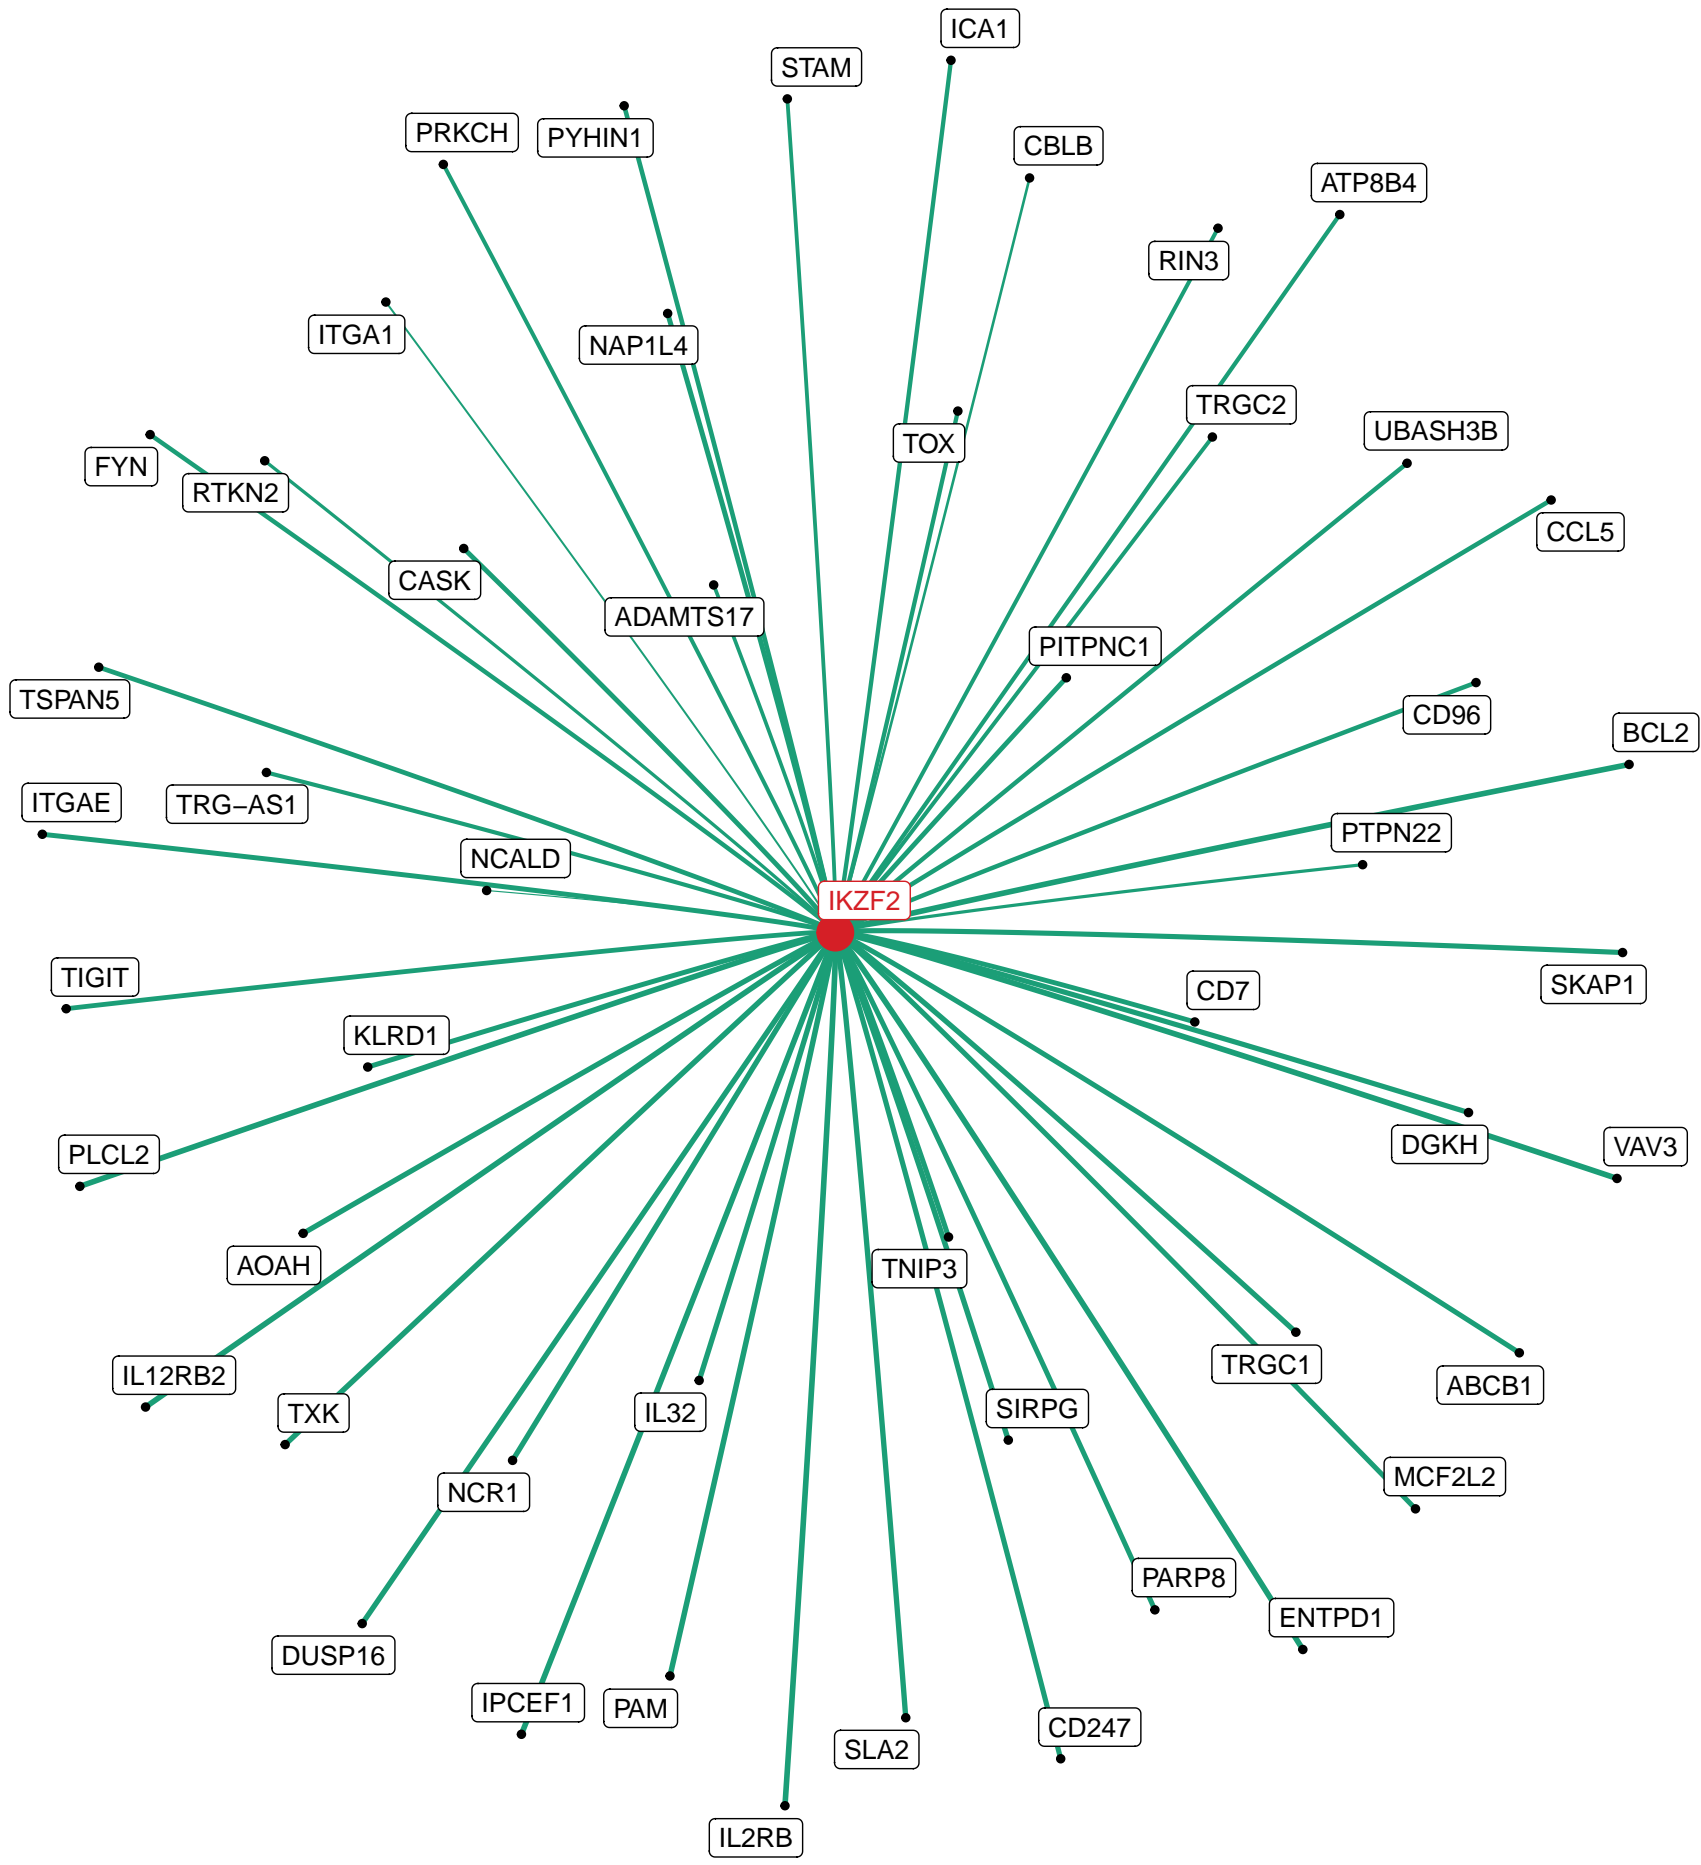 ICA1
STAM
PRKCH
PYHIN1
CBLB
ATP8B4
RIN3
ITGA1
NAP1L4
TRGC2
UBASH3B
TOX
FYN
RTKN2
CCL5
CASK
ADAMTS17
PITPNC1
TSPAN5
CD96
BCL2
ITGAE
TRG−AS1
PTPN22
NCALD
IKZF2
TIGIT
CD7
SKAP1
KLRD1
DGKH
VAV3
PLCL2
AOAH
TNIP3
IL12RB2
TRGC1
ABCB1
TXK
IL32
SIRPG
NCR1
MCF2L2
PARP8
ENTPD1
DUSP16
IPCEF1
PAM
CD247
SLA2
IL2RB